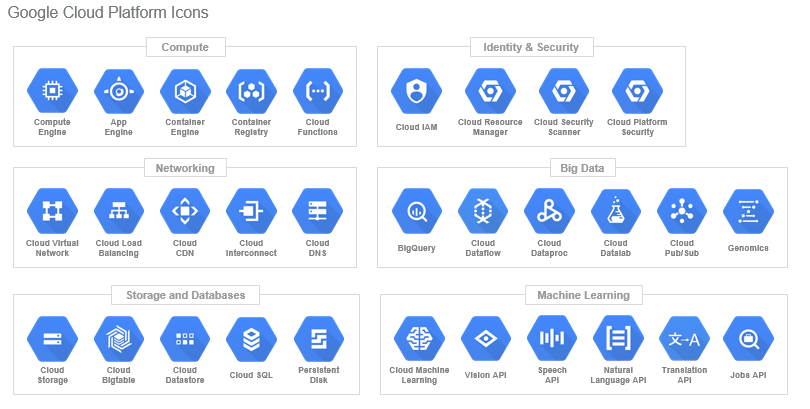 Google Cloud Platform Icons
Compute
Compute
Engine
App
Engine
Container
Engine
Container
Registry
Cloud
Functions
Identity & Security
Cloud IAM
Cloud Resource
Manager
Cloud Security
Scanner
Cloud Platform
Security
Networking
Cloud Virtual
Network
Cloud Load
Balancing
Cloud
CDN
Cloud
Interconnect
Cloud
DNS
Big Data
BigQuery
Cloud
Dataflow
Cloud
Dataproc
Cloud
Datalab
Cloud
Pub/Sub
Genomics
Storage and Databases
Cloud
Storage
Cloud
Bigtable
Cloud
Datastore
Cloud SQL
Persistent
Disk
Machine Learning
Cloud Machine
Learning
Vision API
Speech
API
Natural
Language API
文→A
Translation
API
Jobs API